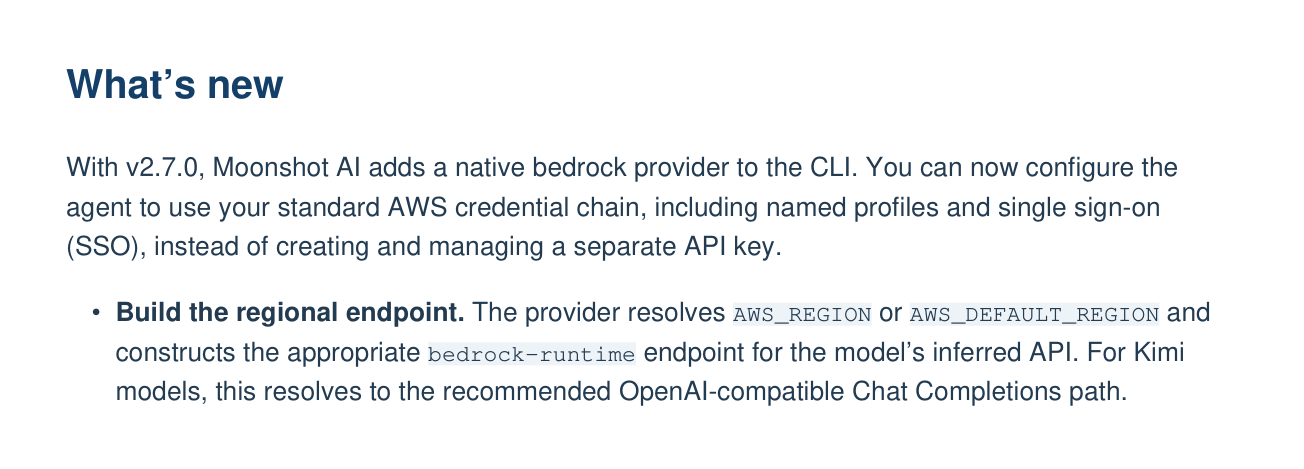 What’s new
With v2.7.0, Moonshot AI adds a native bedrock provider to the CLI. You can now configure the
agent to use your standard AWS credential chain, including named profiles and single sign-on
(SSO), instead of creating and managing a separate API key.
• Build the regional endpoint. The provider resolves AWS_REGION or AWS_DEFAULT_REGION and
constructs the appropriate bedrock-runtime endpoint for the model’s inferred API. For Kimi
models, this resolves to the recommended OpenAI-compatible Chat Completions path.